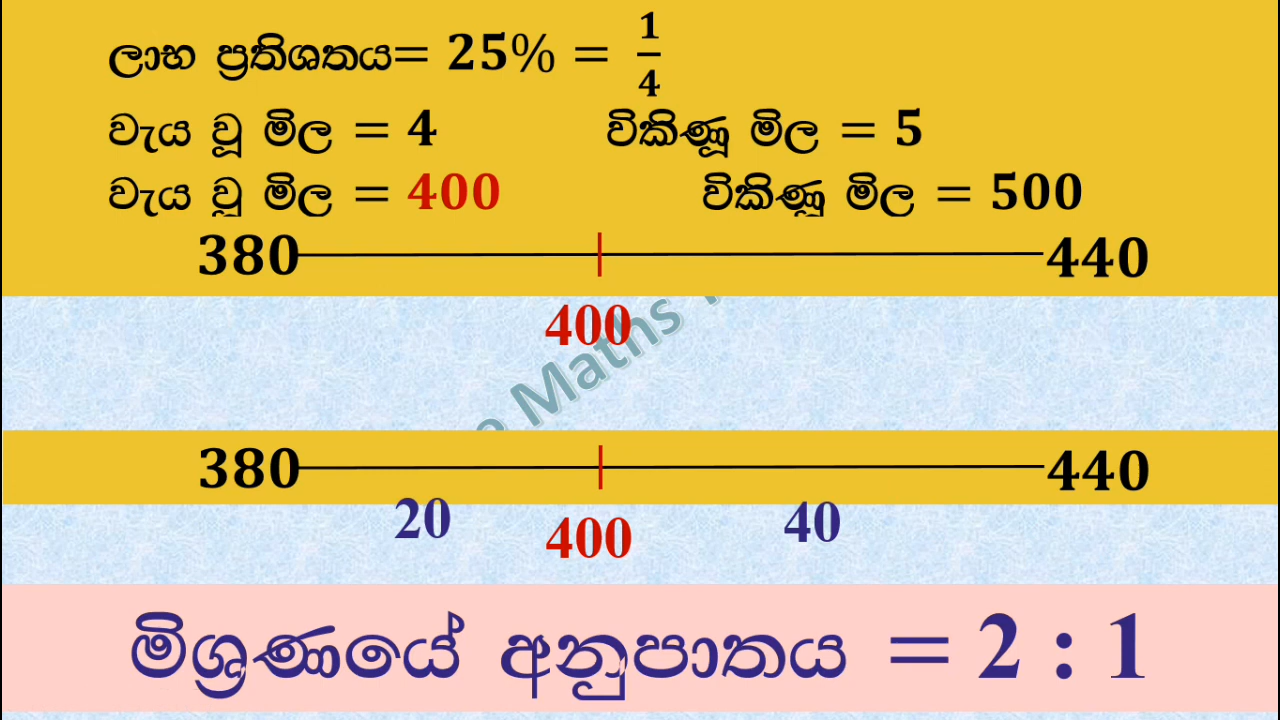 ලාභ ප්‍රතිශතය= 25% = 1/4
වැය වූ මිල = 4 විකිණූ මිල = 5
වැය වූ මිල = 400 විකිණූ මිල = 500
380 440
400
Maths
380 440
20 400 40
මිශ්‍රණයේ අනුපාතය = 2 : 1